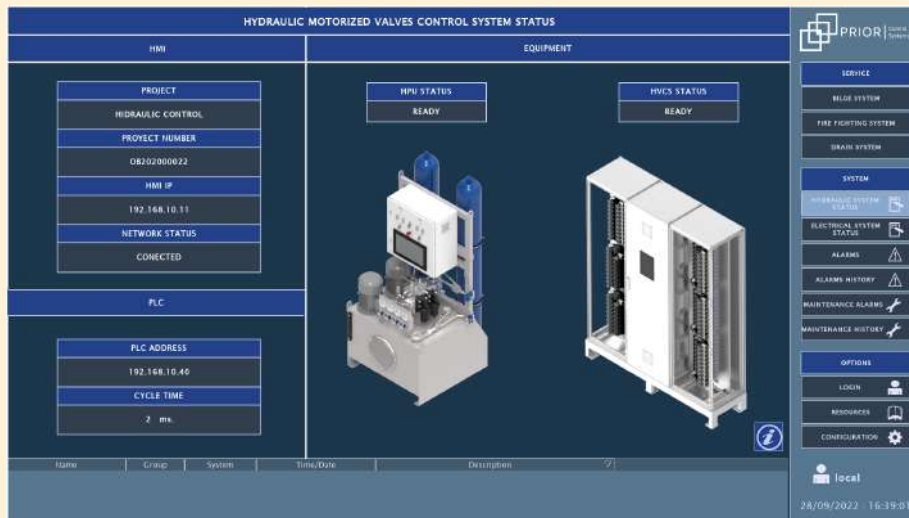 HYDRAULIC MOTORIZED VALVES CONTROL SYSTEM STATUS
HMI
EQUIPMENT
PROJECT
HIDRAULIC CONTROL
PROYECT NUMBER
OB202000022
HMI IP
192.168.10.11
NETWORK STATUS
CONECTED
PLC
PLC ADDRESS
192.168.10.40
CYCLE TIME
2 ms.
HPU STATUS
READY
HVCS STATUS
READY
Name Group System Time/Date Description
PRIOR
SERVICE
BILGE SYSTEM
FIRE FIGHTING SYSTEM
DRAIN SYSTEM
SYSTEM
HYDRAULIC SYSTEM
STATUS
ELECTRICAL SYSTEM
STATUS
ALARMS
ALARMS HISTORY
MAINTENANCE ALARMS
MAINTENANCE HISTORY
OPTIONS
LOGIN
RESOURCES
CONFIGURATION
local
28/09/2022 16:39:01